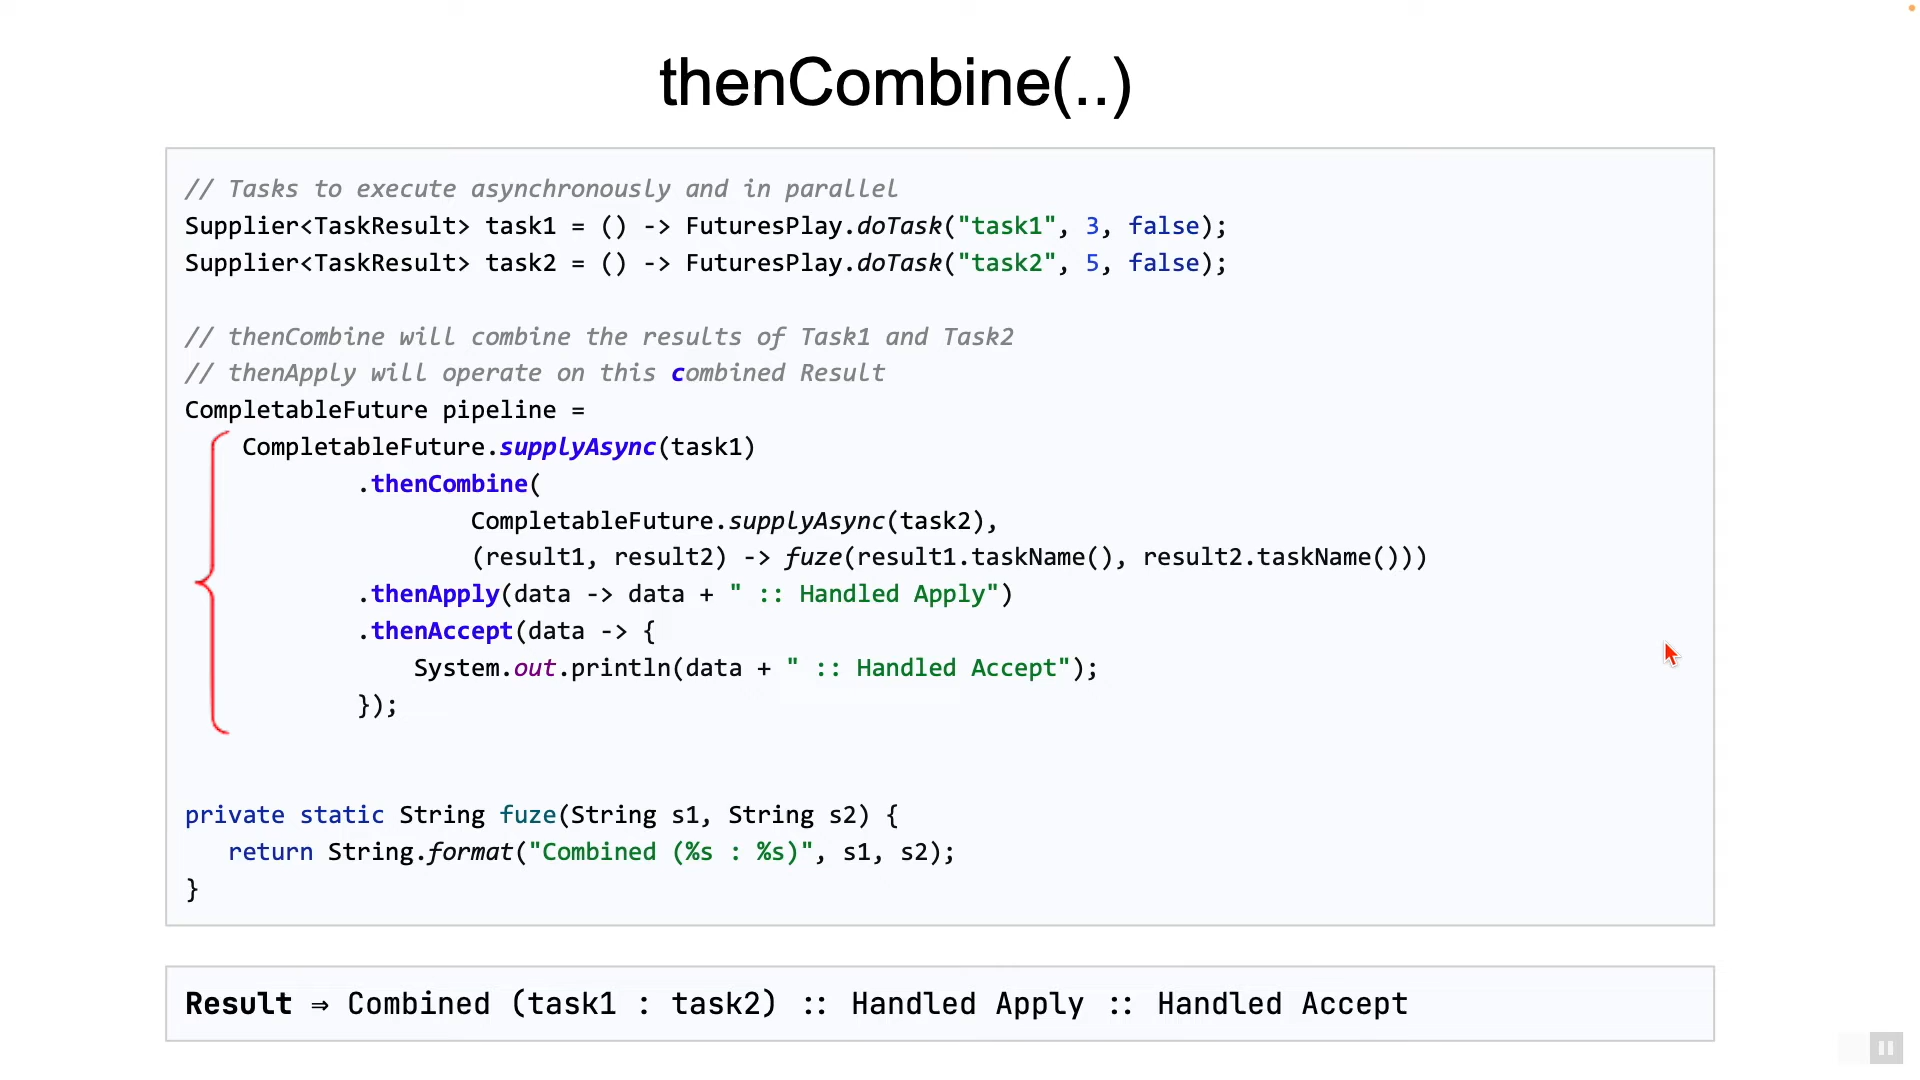 thenCombine(..)
// Tasks to execute asynchronously and in parallel
Supplier<TaskResult> task1 = () -> FuturesPlay.doTask("task1", 3, false);
Supplier<TaskResult> task2 = () -> FuturesPlay.doTask("task2", 5, false);
// thenCombine will combine the results of Task1 and Task2
// thenApply will operate on this combined Result
CompletableFuture pipeline =
CompletableFuture.supplyAsync(task1)
.thenCombine(
CompletableFuture.supplyAsync(task2),
(result1, result2) -> fuze(result1.taskName(), result2.taskName()))
.thenApply(data -> data + " :: Handled Apply")
.thenAccept(data -> {
System.out.println(data + " :: Handled Accept");
});
private static String fuze(String s1, String s2) {
return String.format("Combined (%s : %s)", s1, s2);
}
Result ⇒ Combined (task1 : task2) :: Handled Apply :: Handled Accept